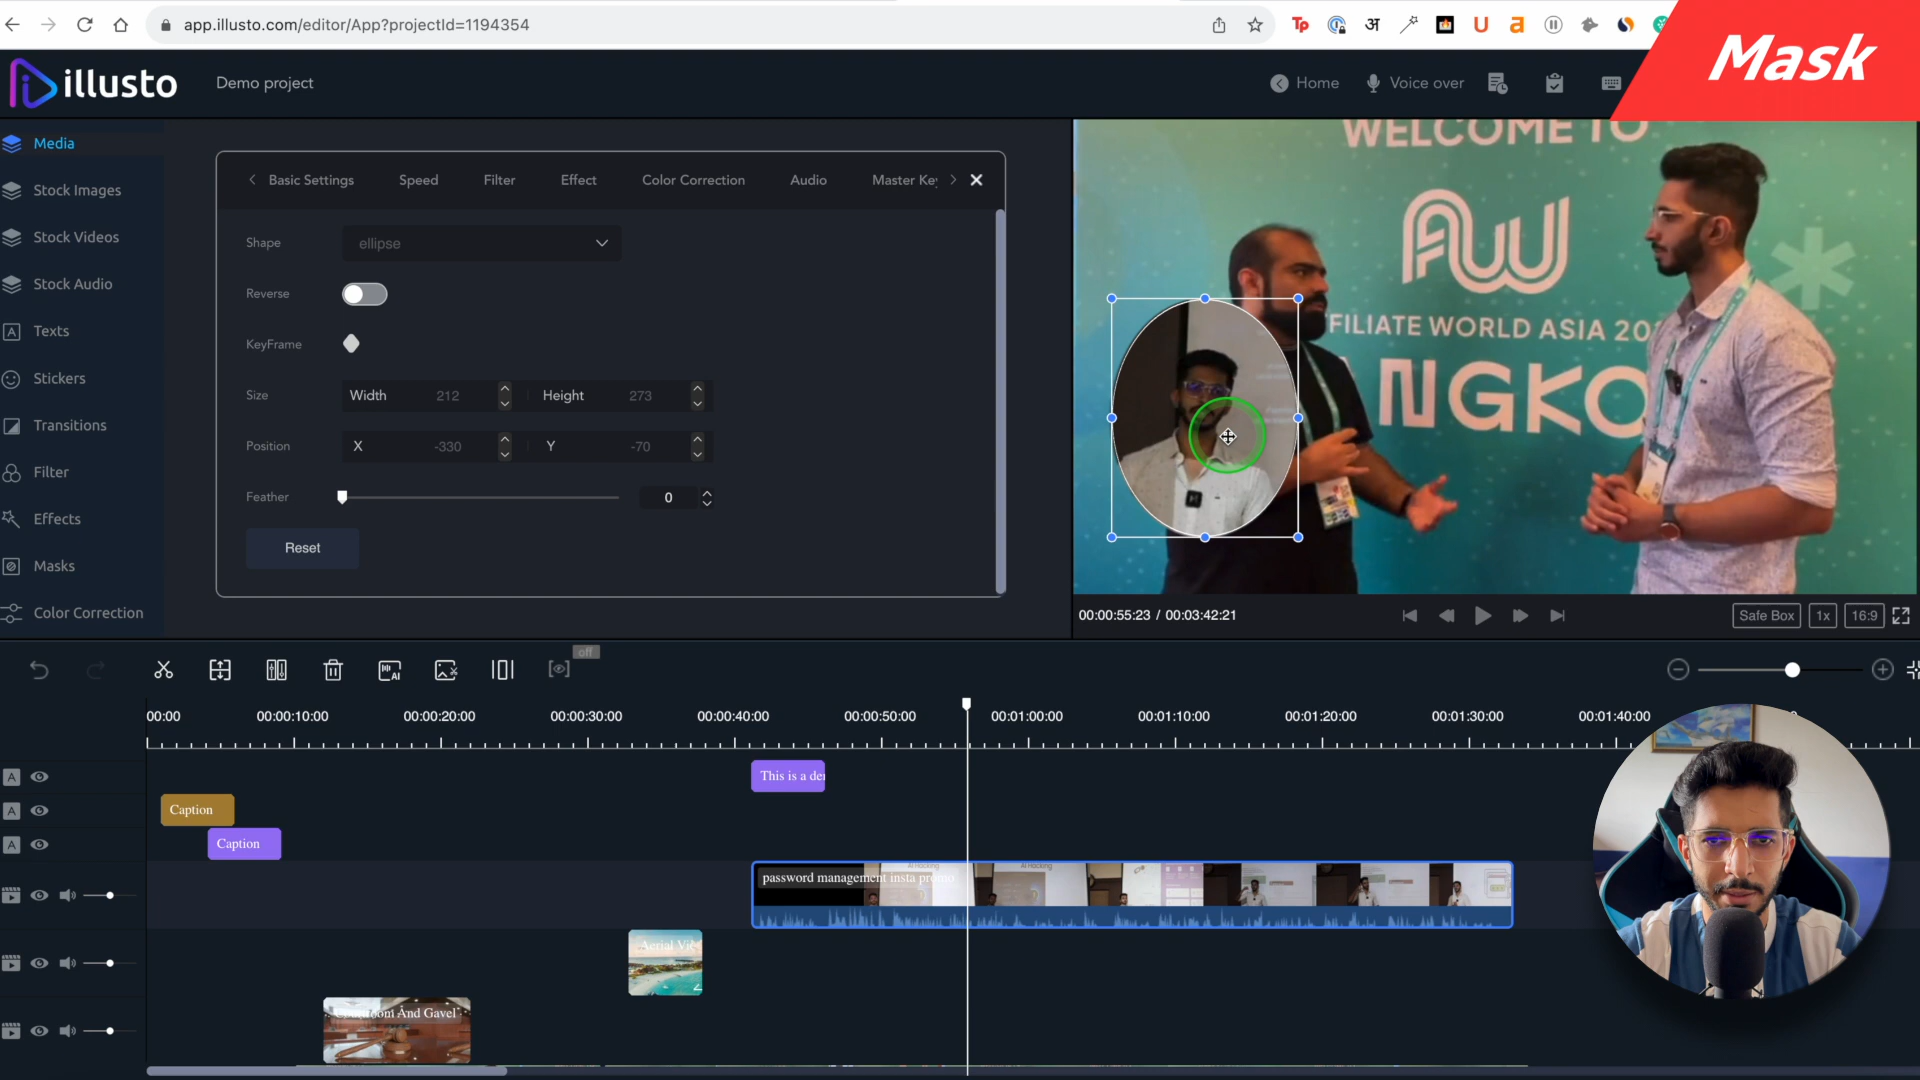 app.illusto.com/editor/App?projectId=1194354
Mask
illusto
Demo project
Home
Voice over
Media
Stock Images
Stock Videos
Stock Audio
Texts
Stickers
Transitions
Filter
Effects
Masks
Color Correction
Basic Settings
Speed
Filter
Effect
Color Correction
Audio
Master Key
Shape
ellipse
Reverse
KeyFrame
Size
Width
212
Height
273
Position
X
-330
Y
-70
Feather
0
Reset
WELCOME TO
AW
FFILIATE WORLD ASIA 20
ANGKO
00:00:55:23 / 00:03:42:21
Safe Box
1x
16:9
off
AI
00:00
00:00:10:00
00:00:20:00
00:00:30:00
00:00:40:00
00:00:50:00
00:01:00:00
00:01:10:00
00:01:20:00
00:01:30:00
00:01:40:00
This is a de
Caption
Caption
password management insta promo
Aerial Vi
Courtroom And Gavel